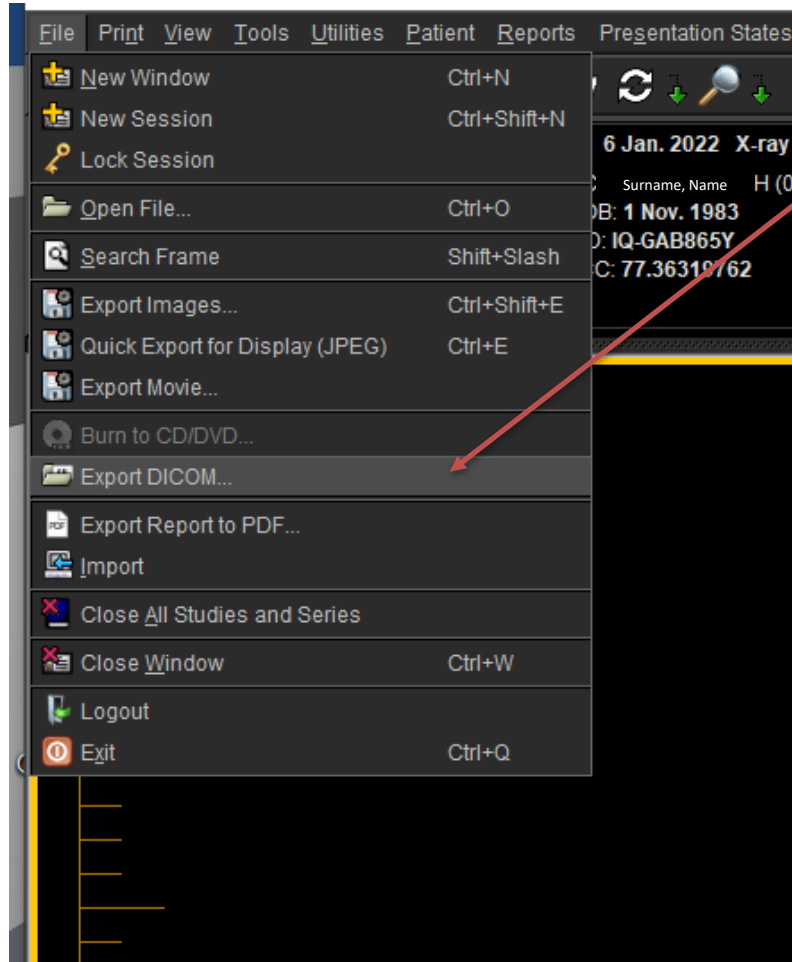 File Print View Tools Utilities Patient Reports Presentation States
New Window Ctrl+N
New Session Ctrl+Shift+N
Lock Session
Open File... Ctrl+O
Search Frame Shift+Slash
Export Images... Ctrl+Shift+E
Quick Export for Display (JPEG) Ctrl+E
Export Movie...
Burn to CD/DVD...
Export DICOM...
PDF Export Report to PDF...
Import
Close All Studies and Series
Close Window Ctrl+W
Logout
Exit Ctrl+Q
6 Jan. 2022 X-ray
Surname, Name H (0
DB: 1 Nov. 1983
D: IQ-GAB865Y
C: 77.36319762